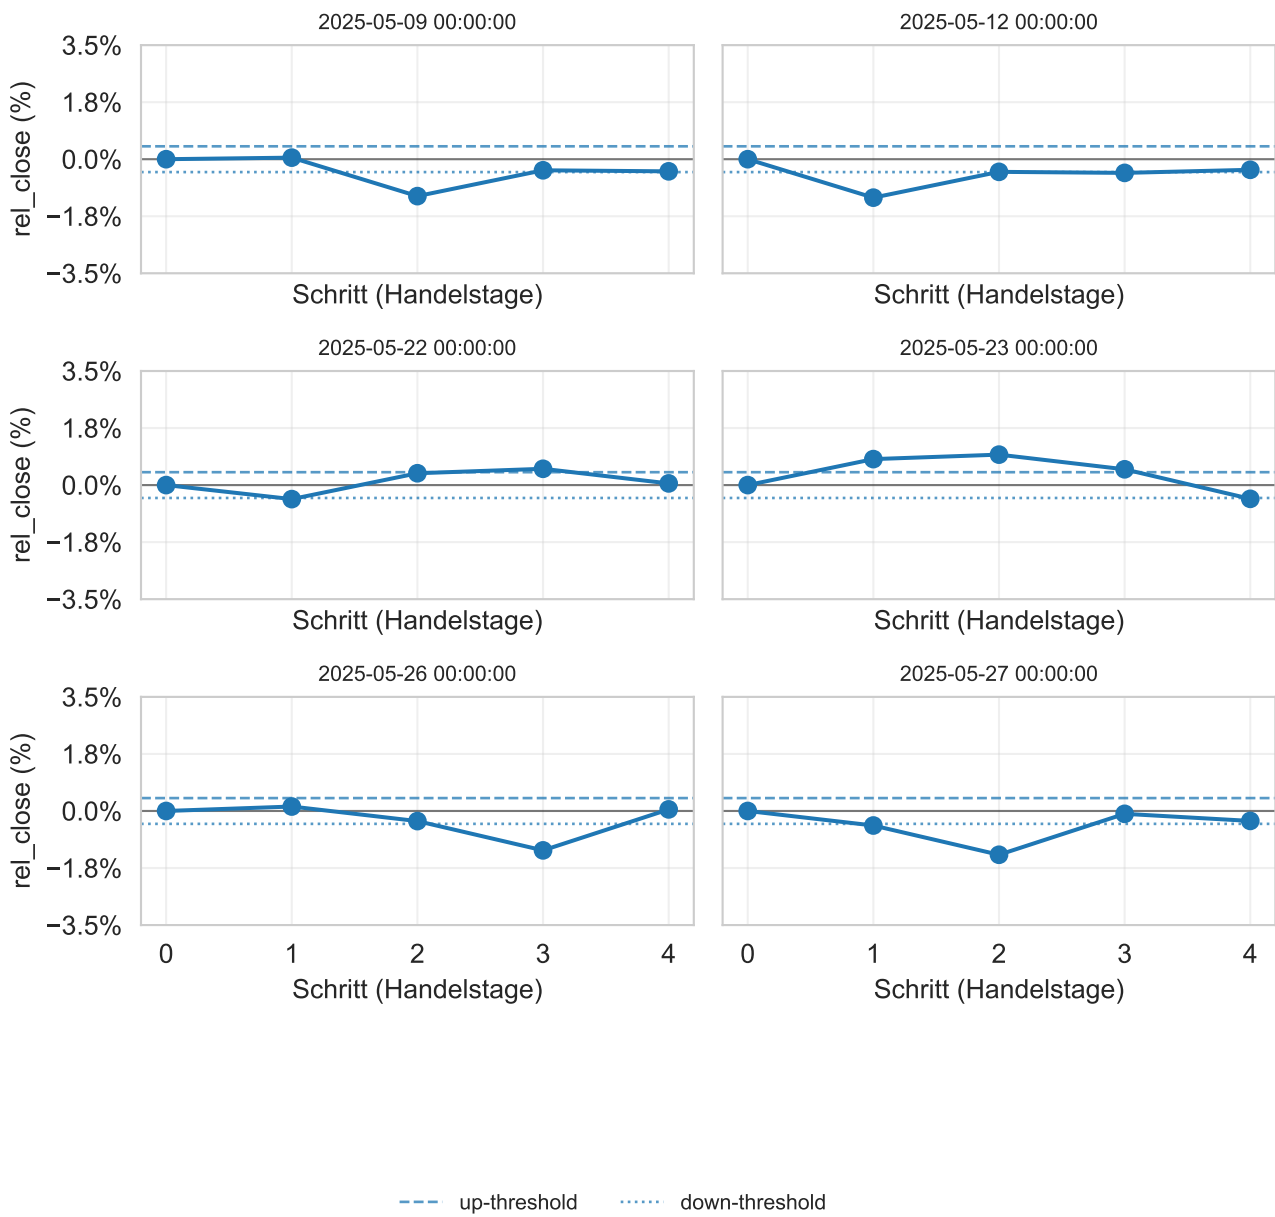 2025-05-09 00:00:00 2025-05-12 00:00:00
3.5%
1.8%
0.0%
−1.8%
−3.5%
rel_close (%)
Schritt (Handelstage) Schritt (Handelstage)
2025-05-22 00:00:00 2025-05-23 00:00:00
3.5%
1.8%
0.0%
−1.8%
−3.5%
rel_close (%)
Schritt (Handelstage) Schritt (Handelstage)
2025-05-26 00:00:00 2025-05-27 00:00:00
3.5%
1.8%
0.0%
−1.8%
−3.5%
rel_close (%)
0 1 2 3 4 0 1 2 3 4
Schritt (Handelstage) Schritt (Handelstage)
up-threshold down-threshold